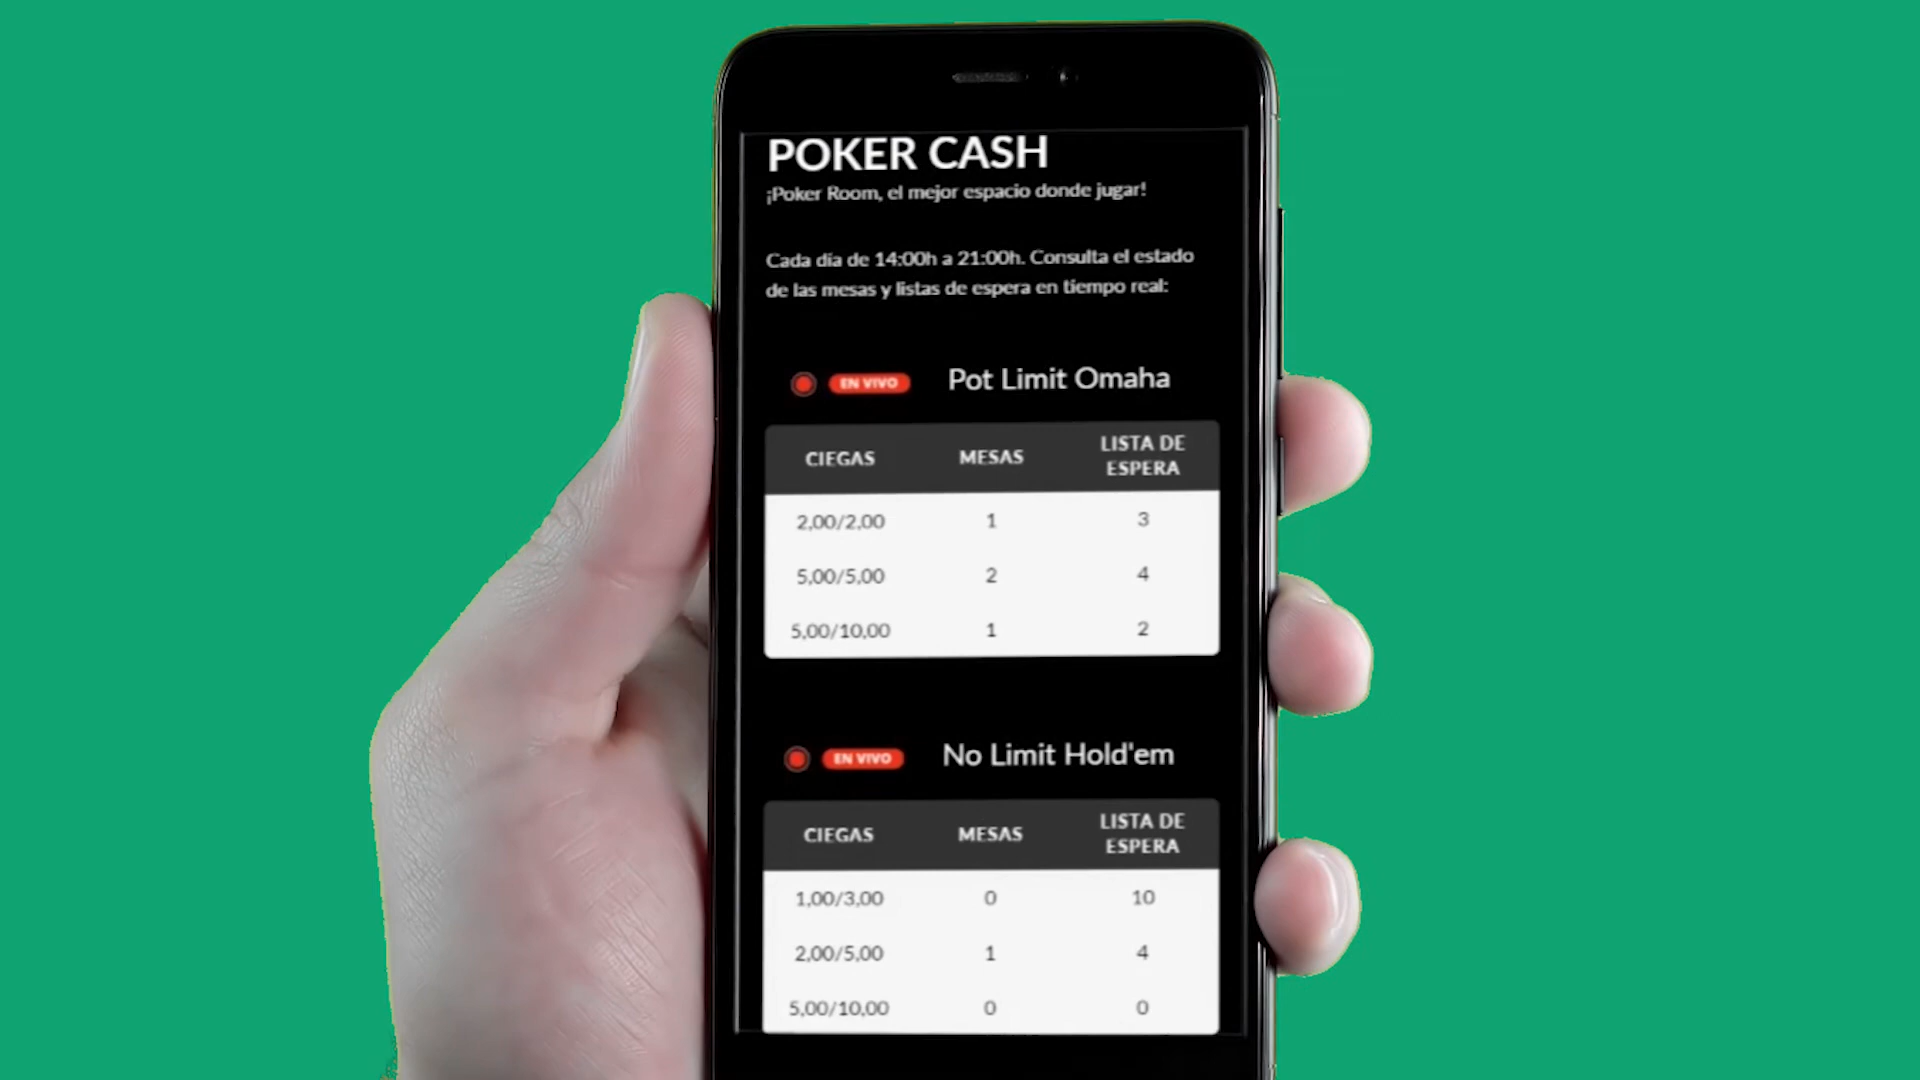 POKER CASH
¡Poker Room, el mejor espacio donde jugar!
Cada día de 14:00h a 21:00h. Consulta el estado
de las mesas y listas de espera en tiempo real:
EN VIVO Pot Limit Omaha
CIEGAS MESAS LISTA DE ESPERA
2,00/2,00 1 3
5,00/5,00 2 4
5,00/10,00 1 2
EN VIVO No Limit Hold'em
CIEGAS MESAS LISTA DE ESPERA
1,00/3,00 0 10
2,00/5,00 1 4
5,00/10,00 0 0